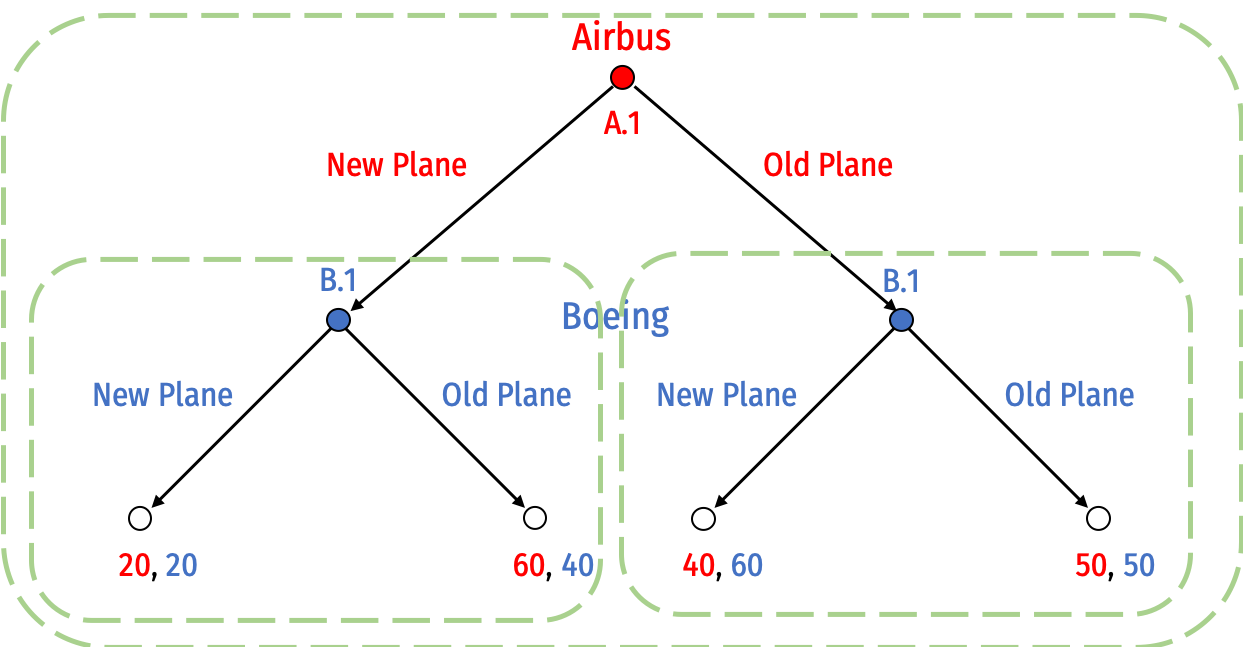 Airbus
A.1
New Plane
Old Plane
B.1
B.1
Boeing
New Plane
Old Plane
New Plane
Old Plane
20, 20
60, 40
40, 60
50, 50